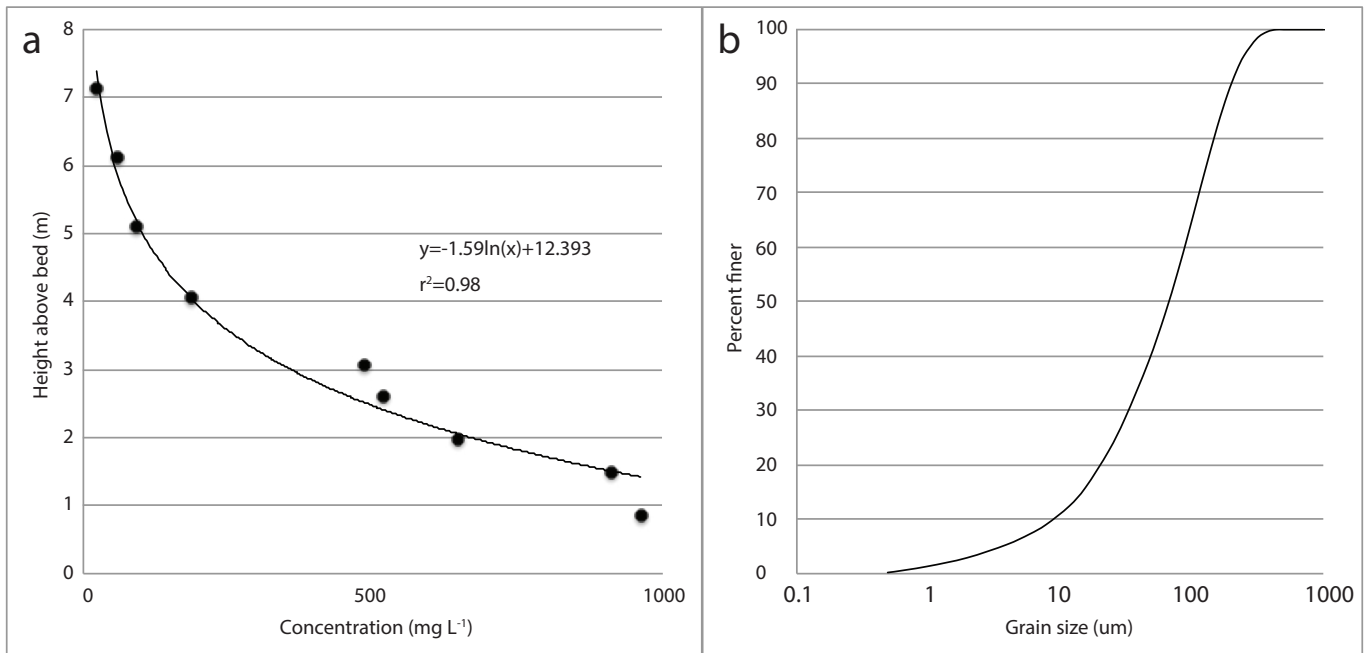 a
8
7
6
5
4
3
2
1
0
Height above bed (m)
y=-1.59ln(x)+12.393
r²=0.98
0 500 1000
Concentration (mg L⁻¹)
b
100
90
80
70
60
50
40
30
20
10
0
Percent finer
0.1 1 10 100 1000
Grain size (um)